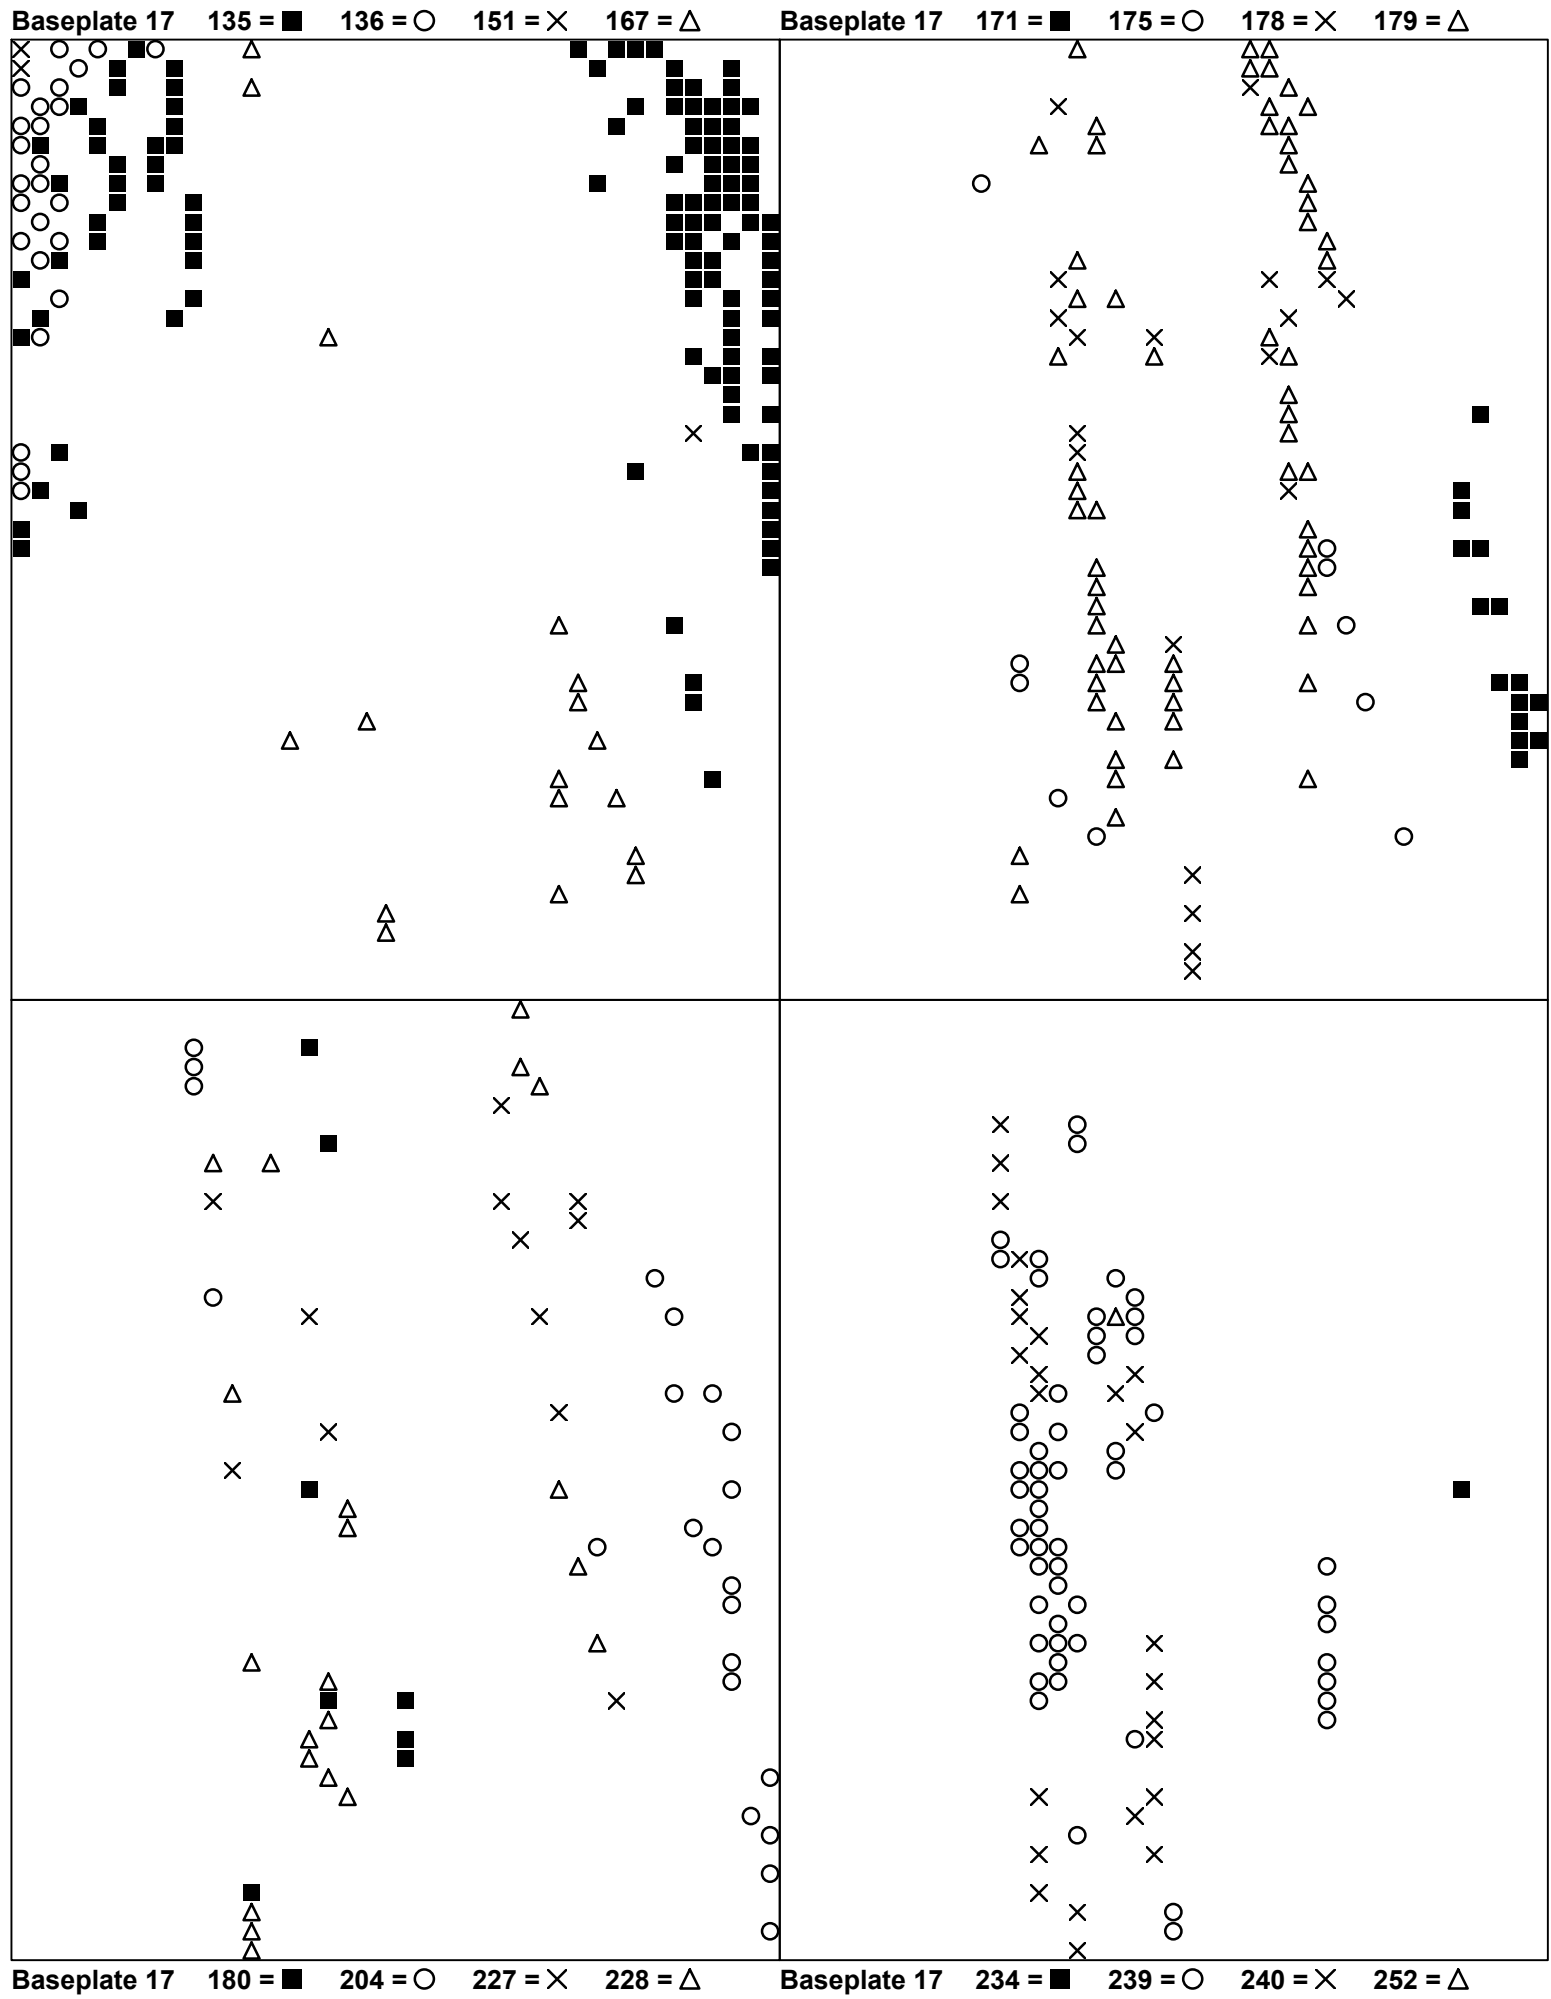 Baseplate 17 135 = ■ 136 = ○ 151 = × 167 = △ Baseplate 17 171 = ■ 175 = ○ 178 = × 179 = △
Baseplate 17 180 = ■ 204 = ○ 227 = × 228 = △ Baseplate 17 234 = ■ 239 = ○ 240 = × 252 = △